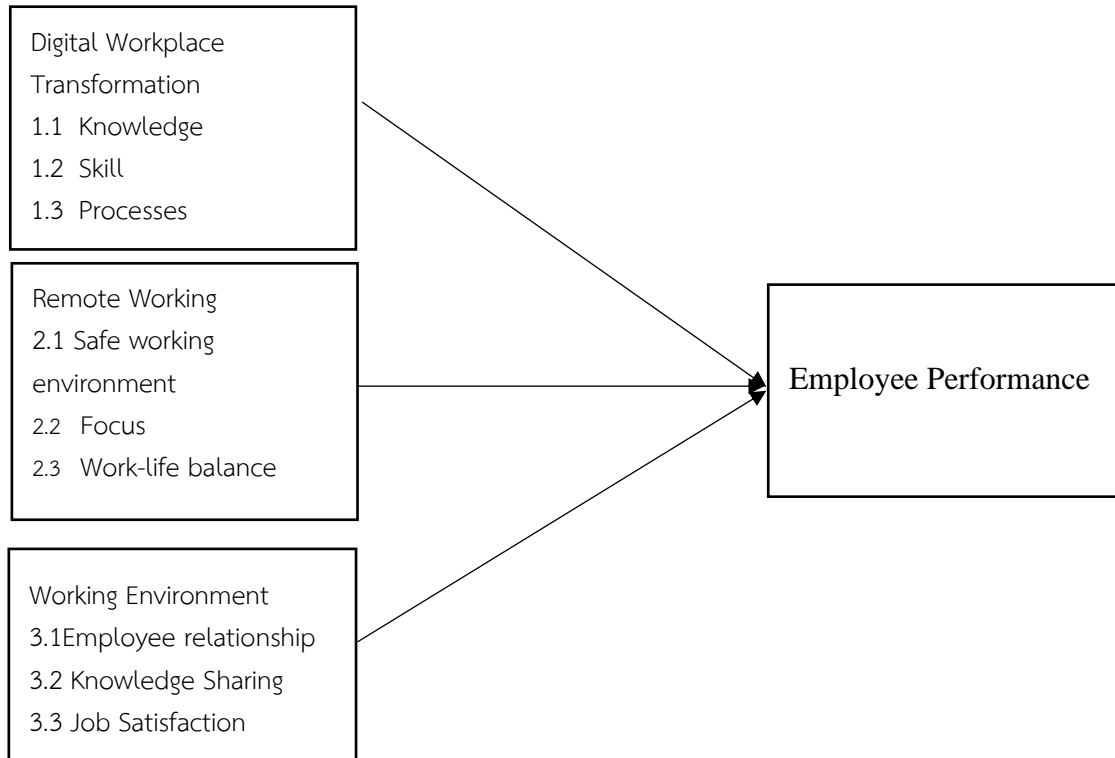 Digital Workplace
Transformation
1.1 Knowledge
1.2 Skill
1.3 Processes
Remote Working
2.1 Safe working
environment
2.2 Focus
2.3 Work-life balance
Employee Performance
Working Environment
3.1Employee relationship
3.2 Knowledge Sharing
3.3 Job Satisfaction